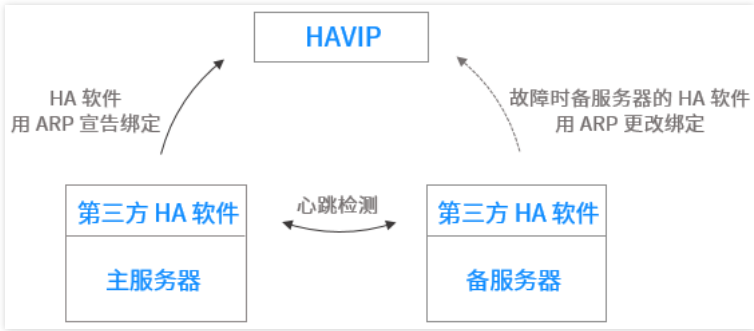 HAVIP
HA 软件
用 ARP 宣告绑定
故障时备服务器的 HA 软件
用 ARP 更改绑定
第三方 HA 软件
心跳检测
第三方 HA 软件
主服务器
备服务器